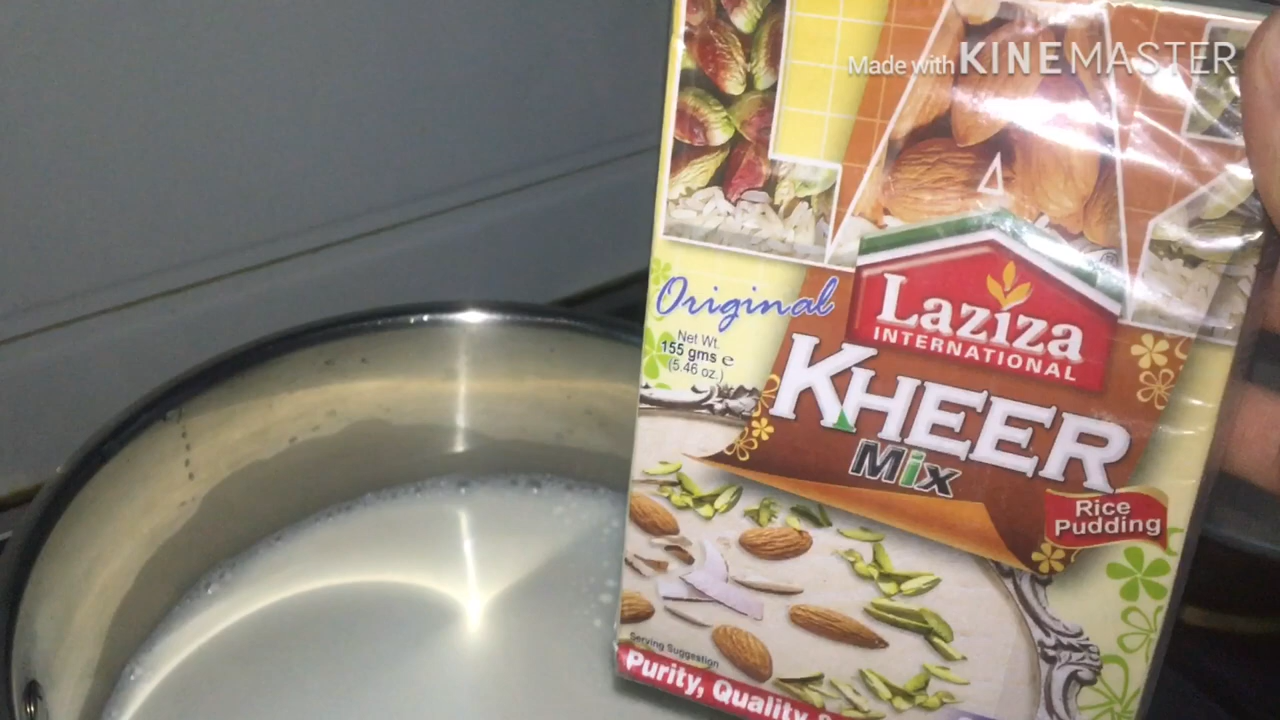 Made with KINEMASTER
Laziza
INTERNATIONAL
Original
Net Wt.
155 gms e
(5.46 oz.)
KHEER
Mix
Rice
Pudding
Serving Suggestion
Purity, Quality &